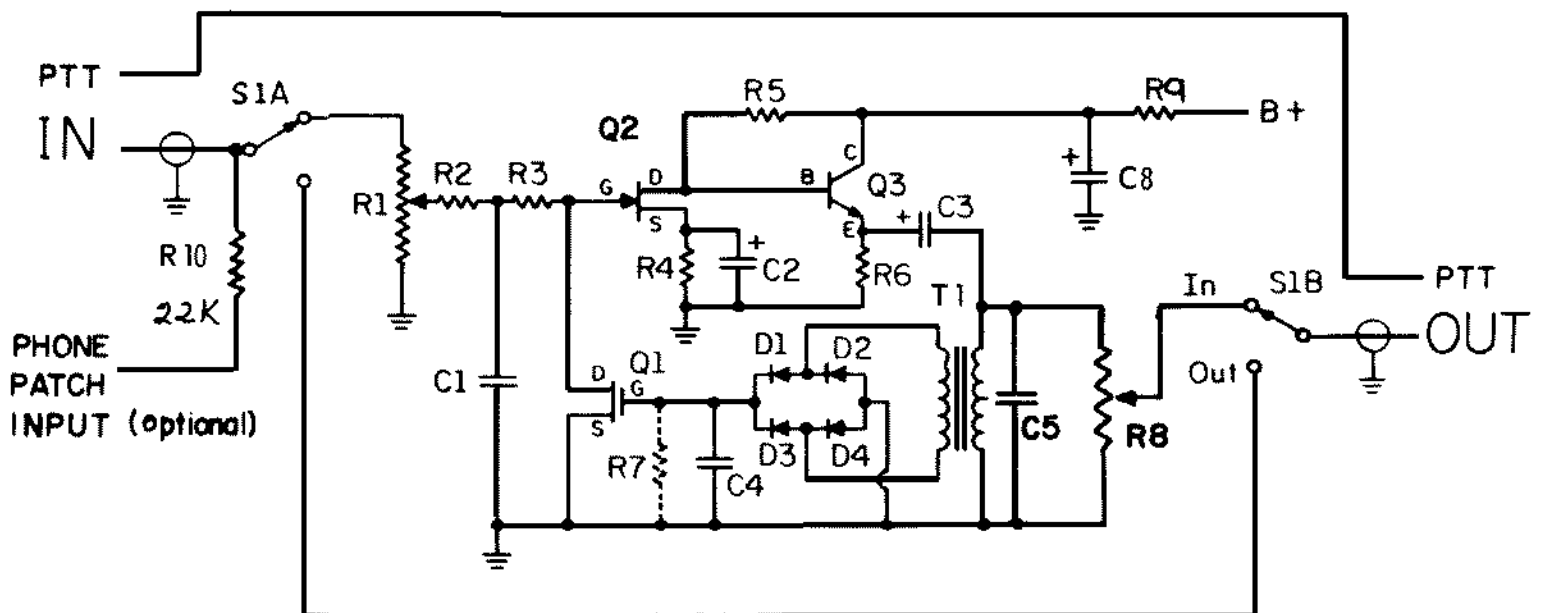 PTT
S1A
IN
R10
22K
PHONE
PATCH
INPUT (optional)
R1
R2
R3
C1
Q2
G
D
S
R4
C2
+
R5
B
C
E
Q3
R6
+
C3
R9
B+
+
C8
Q1
D
G
S
R7
C4
D1
D2
D3
D4
T1
C5
R8
In
S1B
Out
PTT
OUT